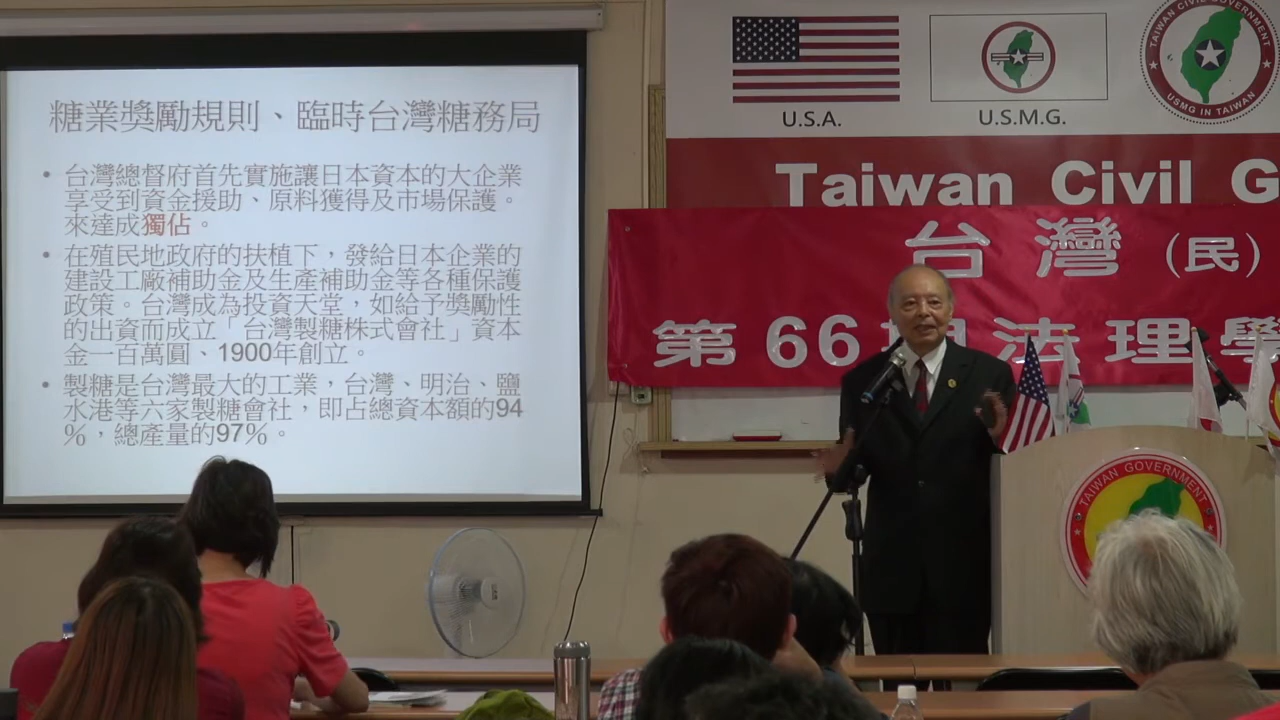 糖業獎勵規則、臨時台灣糖務局
• 台灣總督府首先實施讓日本資本的大企業
享受到資金援助、原料獲得及市場保護。
來達成獨佔。
• 在殖民地政府的扶植下，發給日本企業的
建設工廠補助金及生產補助金等各種保護
政策。台灣成為投資天堂，如給予獎勵性
的出資而成立「台灣製糖株式會社」資本
金一百萬圓、1900年創立。
• 製糖是台灣最大的工業，台灣、明治、鹽
水港等六家製糖會社，即占總資本額的94
％，總產量的97％。
U.S.A.
U.S.M.G.
TAIWAN CIVIL GOVERNMENT
USMG IN TAIWAN
Taiwan Civil G
台灣(民)
第66期法理學
TAIWAN GOVERNMENT